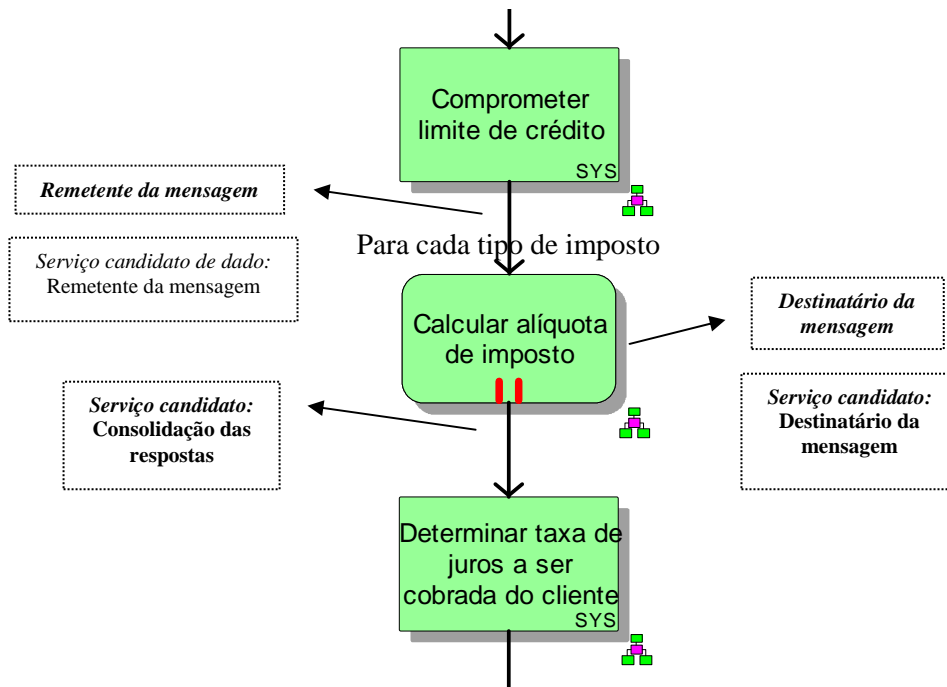 Comprometer
limite de crédito
SYS
Remetente da mensagem
Para cada tipo de imposto
Serviço candidato de dado:
Remetente da mensagem
Calcular alíquota
de imposto
Destinatário da
mensagem
Serviço candidato:
Consolidação das
respostas
Serviço candidato:
Destinatário da
mensagem
Determinar taxa de
juros a ser
cobrada do cliente
SYS